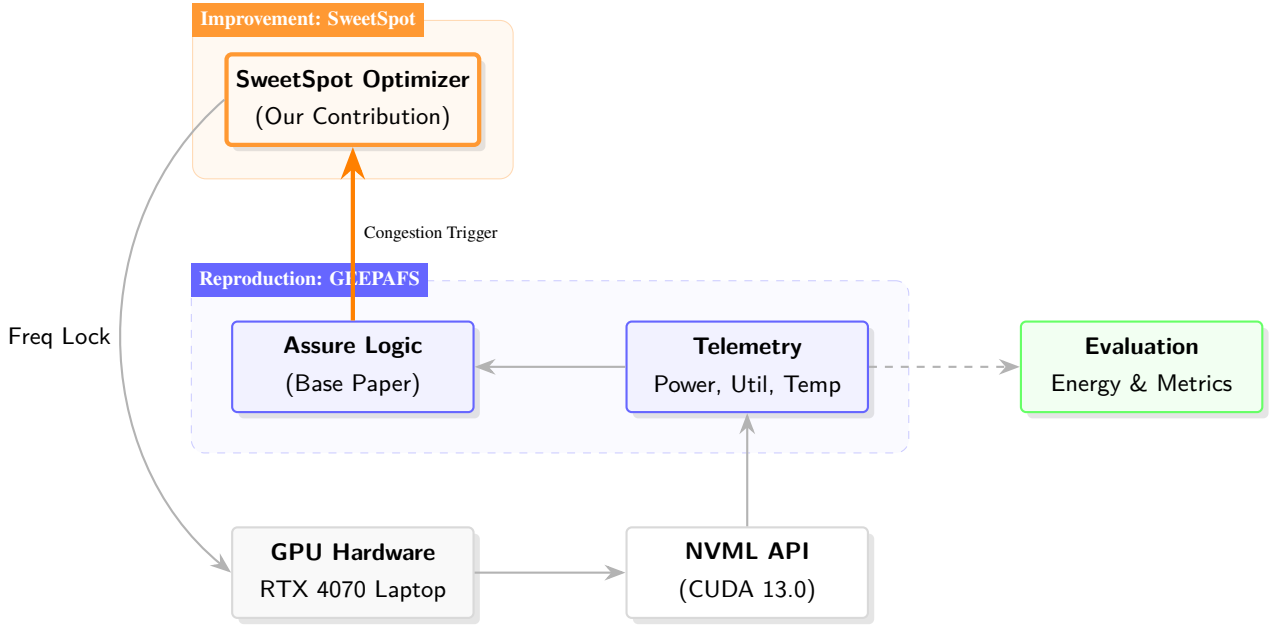 Improvement: SweetSpot
SweetSpot Optimizer
(Our Contribution)
Congestion Trigger
Reproduction: GEEPAFS
Freq Lock
Assure Logic
(Base Paper)
Telemetry
Power, Util, Temp
Evaluation
Energy & Metrics
GPU Hardware
RTX 4070 Laptop
NVML API
(CUDA 13.0)